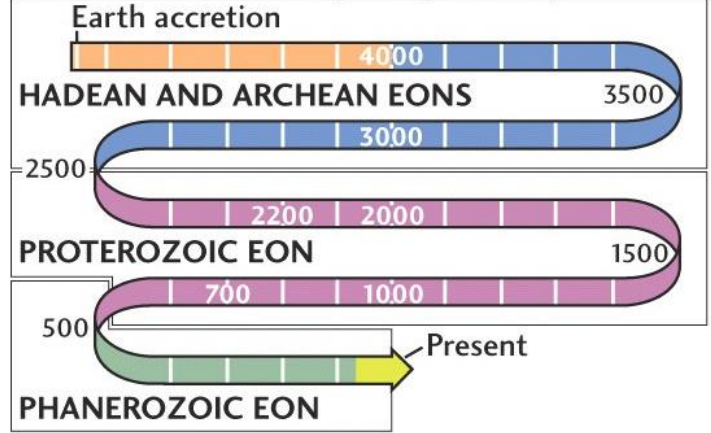 Earth accretion
4000
HADEAN AND ARCHEAN EONS 3500
3000
2500
2200 2000
PROTEROZOIC EON 1500
700 1000
500
Present
PHANEROZOIC EON